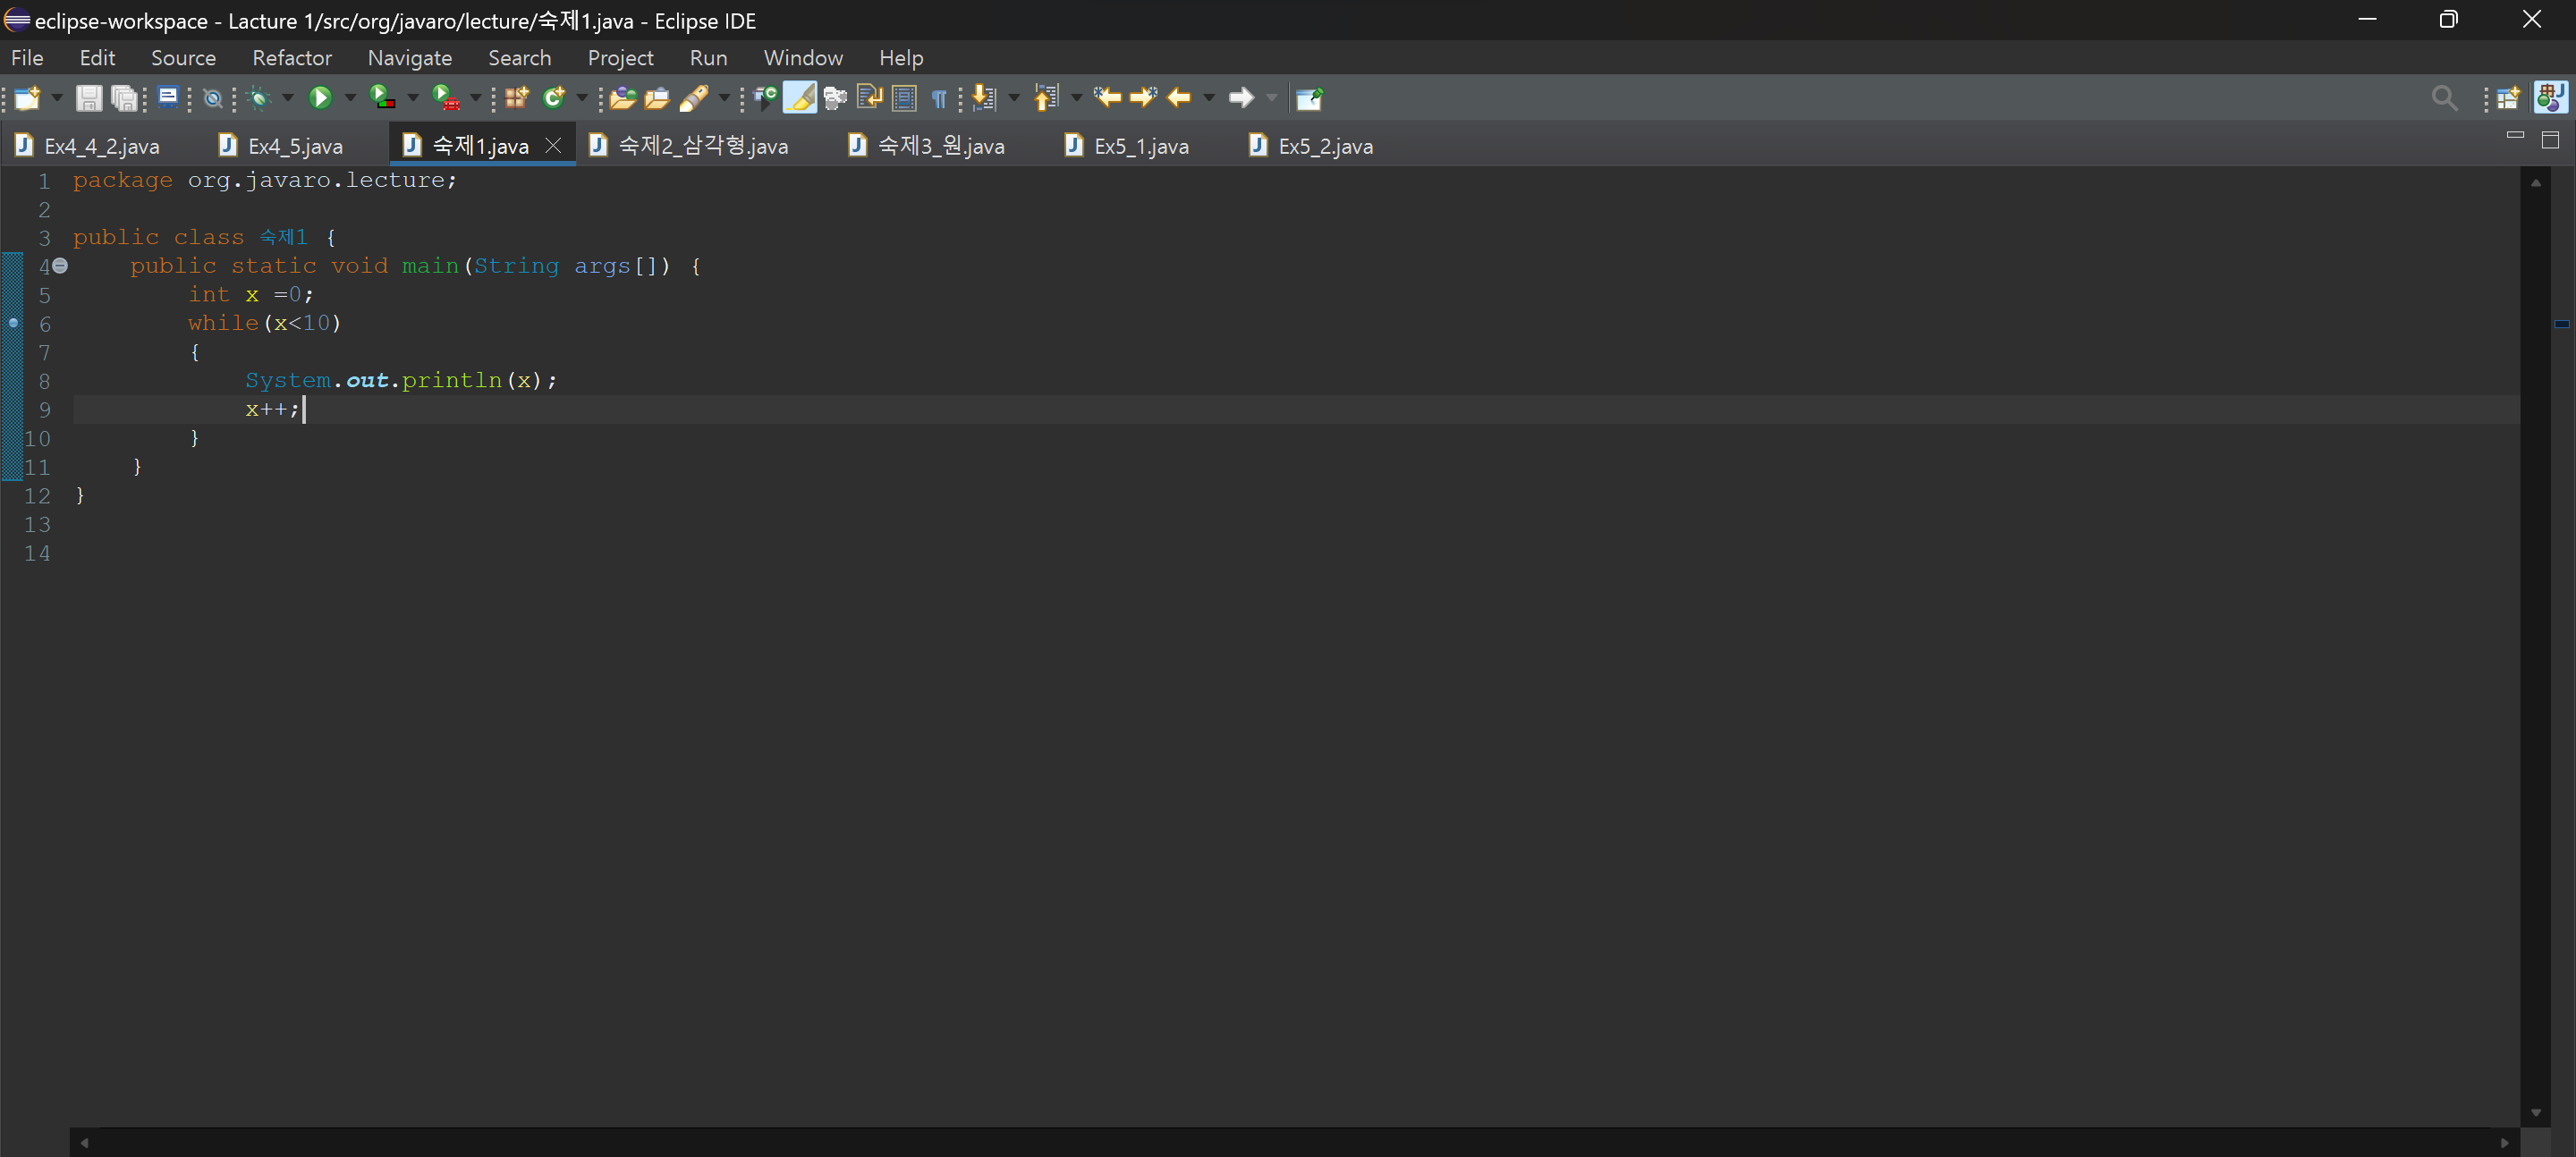 eclipse-workspace - Lacture 1/src/org/javaro/lecture/숙제1.java - Eclipse IDE
File Edit Source Refactor Navigate Search Project Run Window Help
Ex4_4_2.java Ex4_5.java 숙제1.java 숙제2_삼각형.java 숙제3_원.java Ex5_1.java Ex5_2.java
1 package org.javaro.lecture;
2
3 public class 숙제1 {
4 public static void main(String args[]) {
5 int x =0;
6 while(x<10)
7 {
8 System.out.println(x);
9 x++;
10 }
11 }
12 }
13
14